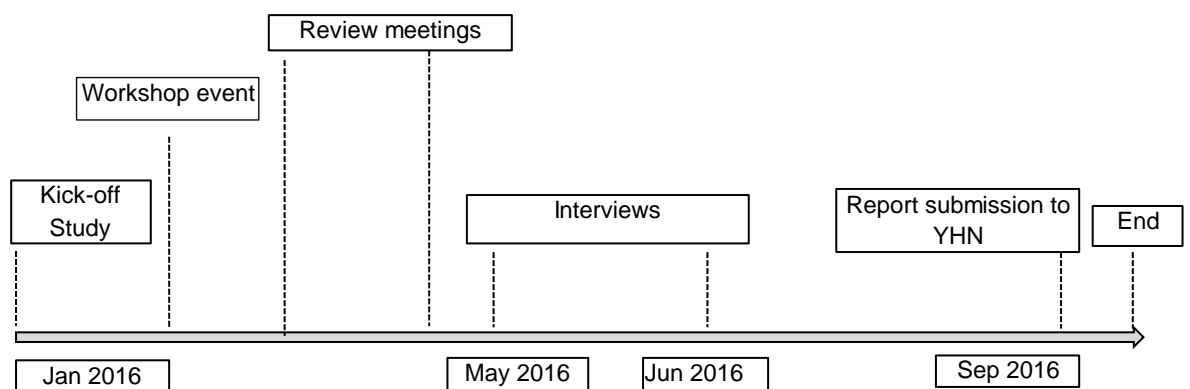 Review meetings
Workshop event
Kick-off
Study
Interviews
Report submission to
YHN
End
Jan 2016
May 2016
Jun 2016
Sep 2016